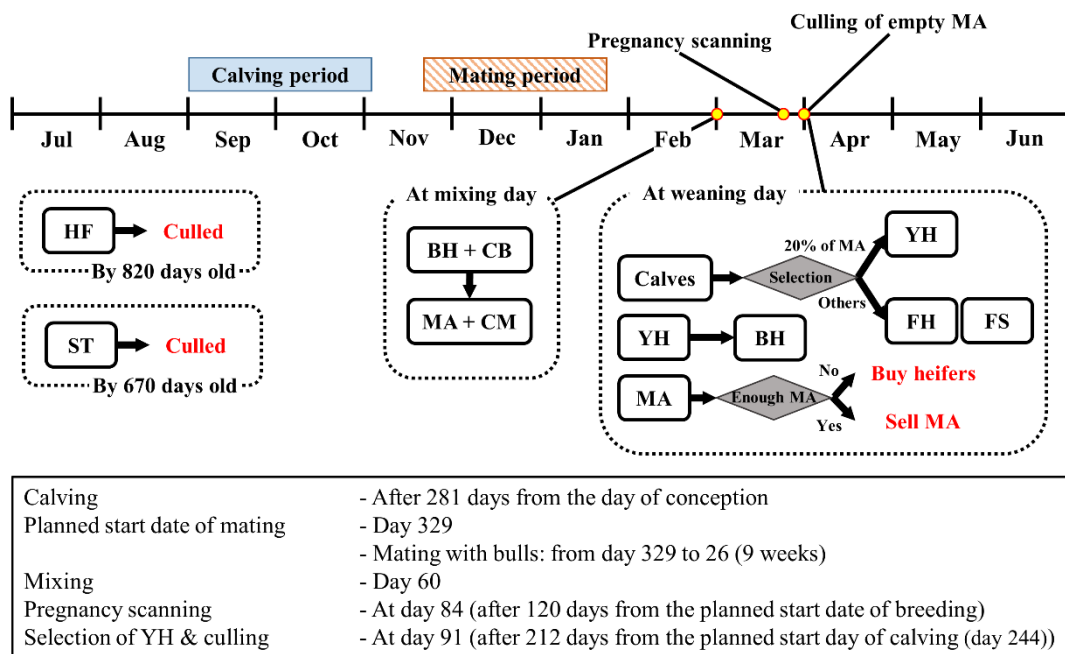 Culling of empty MA
Pregnancy scanning
Calving period
Mating period
Jul Aug Sep Oct Nov Dec Jan Feb Mar Apr May Jun
HF
Culled
By 820 days old
ST
Culled
By 670 days old
At mixing day
BH + CB
MA + CM
At weaning day
Calves
Selection
20% of MA
YH
Others
FH
FS
YH
BH
MA
Enough MA
No
Buy heifers
Yes
Sell MA
Calving - After 281 days from the day of conception
Planned start date of mating - Day 329
- Mating with bulls: from day 329 to 26 (9 weeks)
Mixing - Day 60
Pregnancy scanning - At day 84 (after 120 days from the planned start date of breeding)
Selection of YH & culling - At day 91 (after 212 days from the planned start day of calving (day 244))